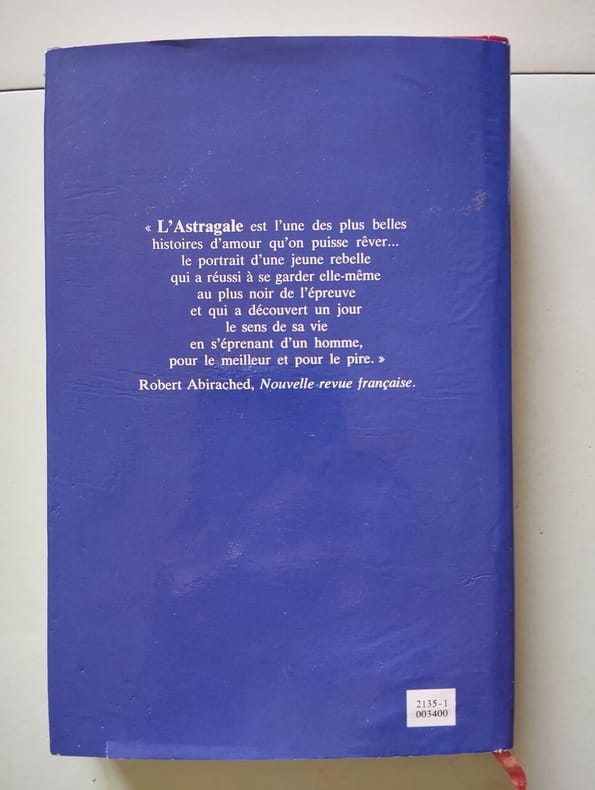 « L’Astragale est l’une des plus belles
histoires d’amour qu’on puisse rêver...
le portrait d’une jeune rebelle
qui a réussi à se garder elle-même
au plus noir de l’épreuve
et qui a découvert un jour
le sens de sa vie
en s’éprenant d’un homme,
pour le meilleur et pour le pire. »
Robert Abirached, Nouvelle revue française.
2135-1
003400